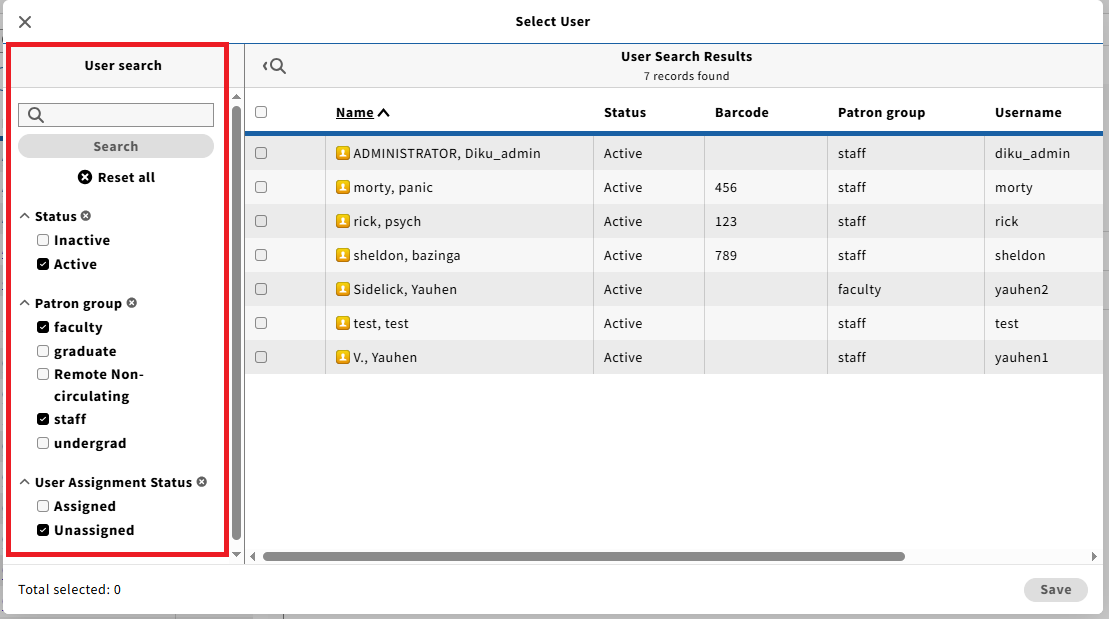 Select User
User search
Search
Reset all
Status
Inactive
Active
Patron group
faculty
graduate
Remote Non-
circulating
staff
undergrad
User Assignment Status
Assigned
Unassigned
User Search Results
7 records found
Name Status Barcode Patron group Username
ADMINISTRATOR, Diku_admin Active staff diku_admin
morty, panic Active 456 staff morty
rick, psych Active 123 staff rick
sheldon, bazinga Active 789 staff sheldon
Sidelick, Yauhen Active faculty yauhen2
test, test Active staff test
V., Yauhen Active staff yauhen1
Total selected: 0
Save